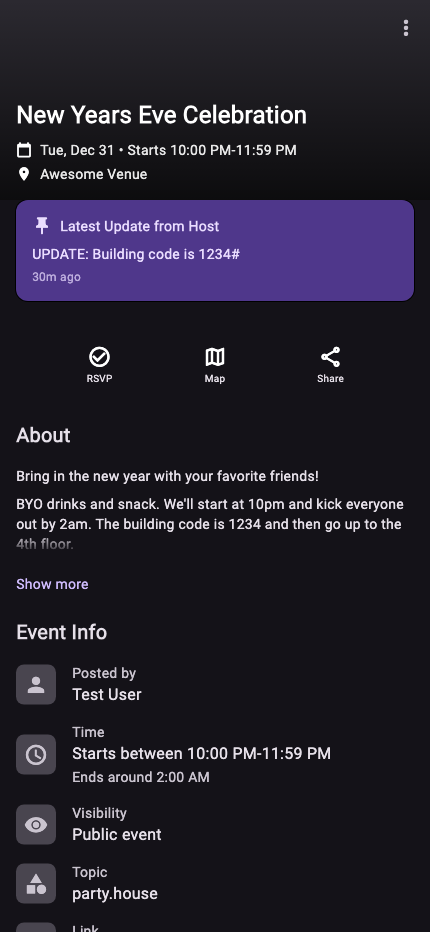 New Years Eve Celebration
Tue, Dec 31 • Starts 10:00 PM-11:59 PM
Awesome Venue
Latest Update from Host
UPDATE: Building code is 1234#
30m ago
RSVP
Map
Share
About
Bring in the new year with your favorite friends!
BYO drinks and snack. We'll start at 10pm and kick everyone
out by 2am. The building code is 1234 and then go up to the
4th floor.
Show more
Event Info
Posted by
Test User
Time
Starts between 10:00 PM-11:59 PM
Ends around 2:00 AM
Visibility
Public event
Topic
party.house
Link